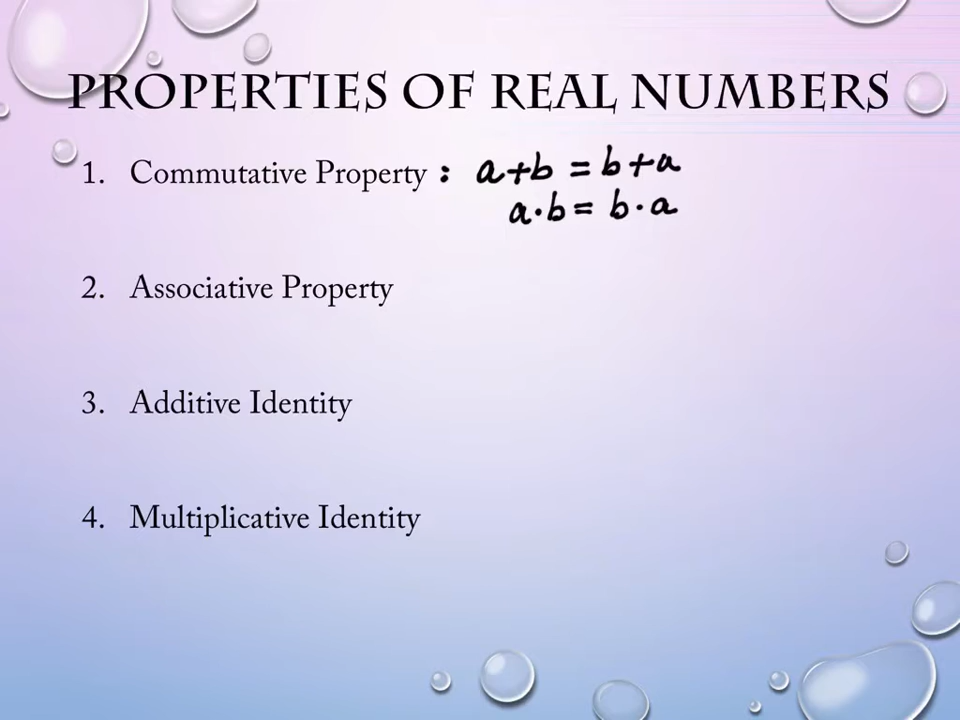 PROPERTIES OF REAL NUMBERS
1. Commutative Property : a+b = b+a
a·b = b·a
2. Associative Property
3. Additive Identity
4. Multiplicative Identity